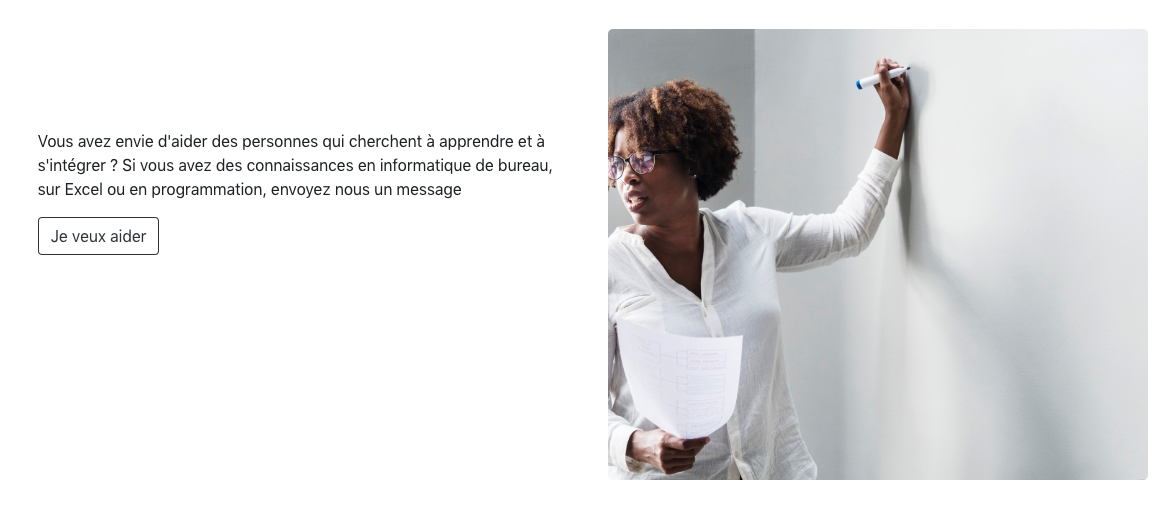 Vous avez envie d'aider des personnes qui cherchent à apprendre et à
s'intégrer ? Si vous avez des connaissances en informatique de bureau,
sur Excel ou en programmation, envoyez nous un message
Je veux aider